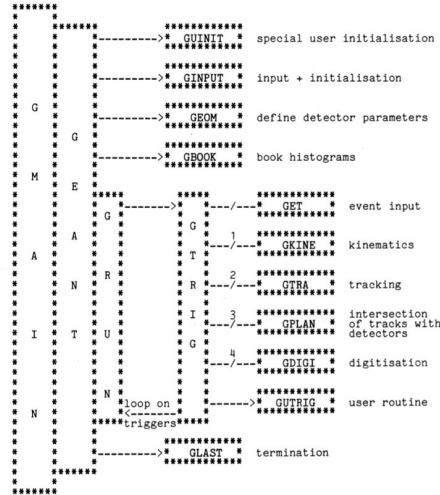 GMAIN
GEANT
GUINIT special user initialisation
GINPUT input + initialisation
GEOM define detector parameters
GBOOK book histograms
GRUN
GTRIG
GET event input
1 GKINE kinematics
2 GTRA tracking
3 GPLAN intersection
of tracks with
detectors
4 GDIGI digitisation
GUTRIG user routine
loop on
triggers
GLAST termination